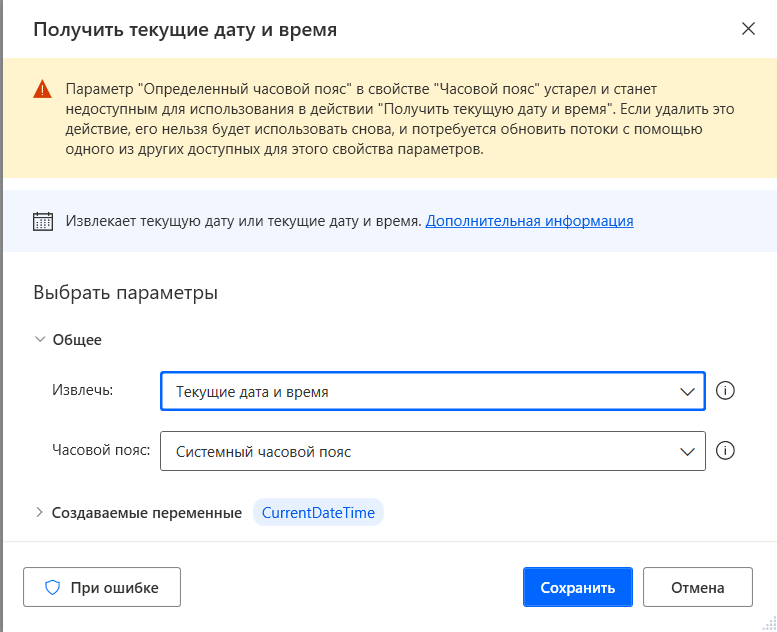 Получить текущие дату и время
Параметр "Определенный часовой пояс" в свойстве "Часовой пояс" устарел и станет
недоступным для использования в действии "Получить текущую дату и время". Если удалить это
действие, его нельзя будет использовать снова, и потребуется обновить потоки с помощью
одного из других доступных для этого свойства параметров.
Извлекает текущую дату или текущие дату и время. Дополнительная информация
Выбрать параметры
Общее
Извлечь: Текущие дата и время
Часовой пояс: Системный часовой пояс
Создаваемые переменные CurrentDateTime
При ошибке Сохранить Отмена